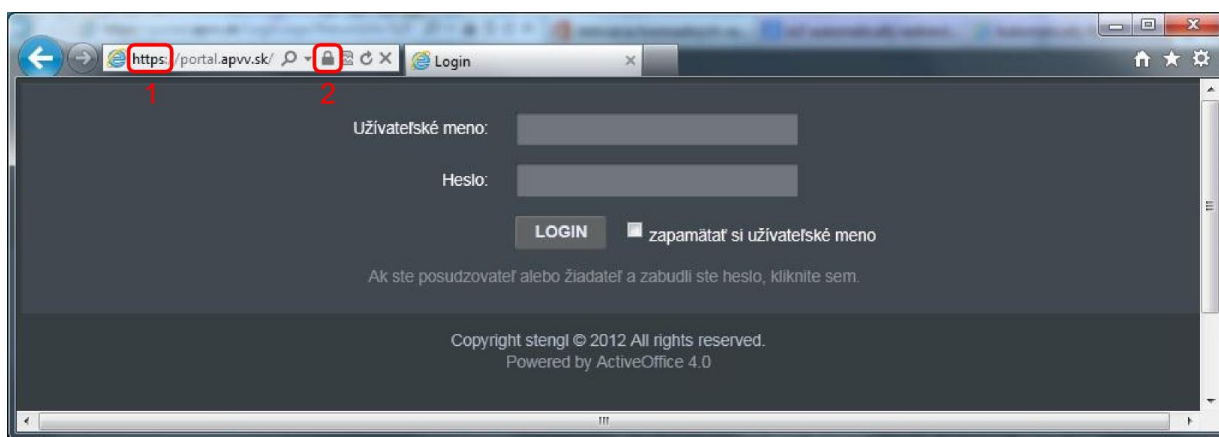 https://portal.apvv.sk/
Login
1
2
Užívateľské meno:
Heslo:
LOGIN
zapamätať si užívateľské meno
Ak ste posudzovateľ alebo žiadateľ a zabudli ste heslo, kliknite sem.
Copyright stengl © 2012 All rights reserved.
Powered by ActiveOffice 4.0